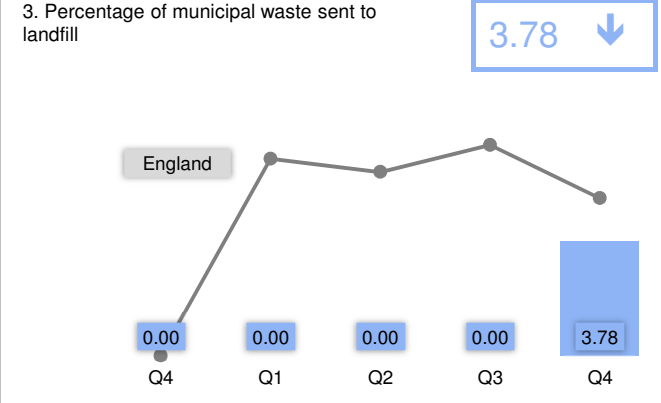 3. Percentage of municipal waste sent to
landfill
3.78
England
0.00 0.00 0.00 0.00 3.78
Q4 Q1 Q2 Q3 Q4